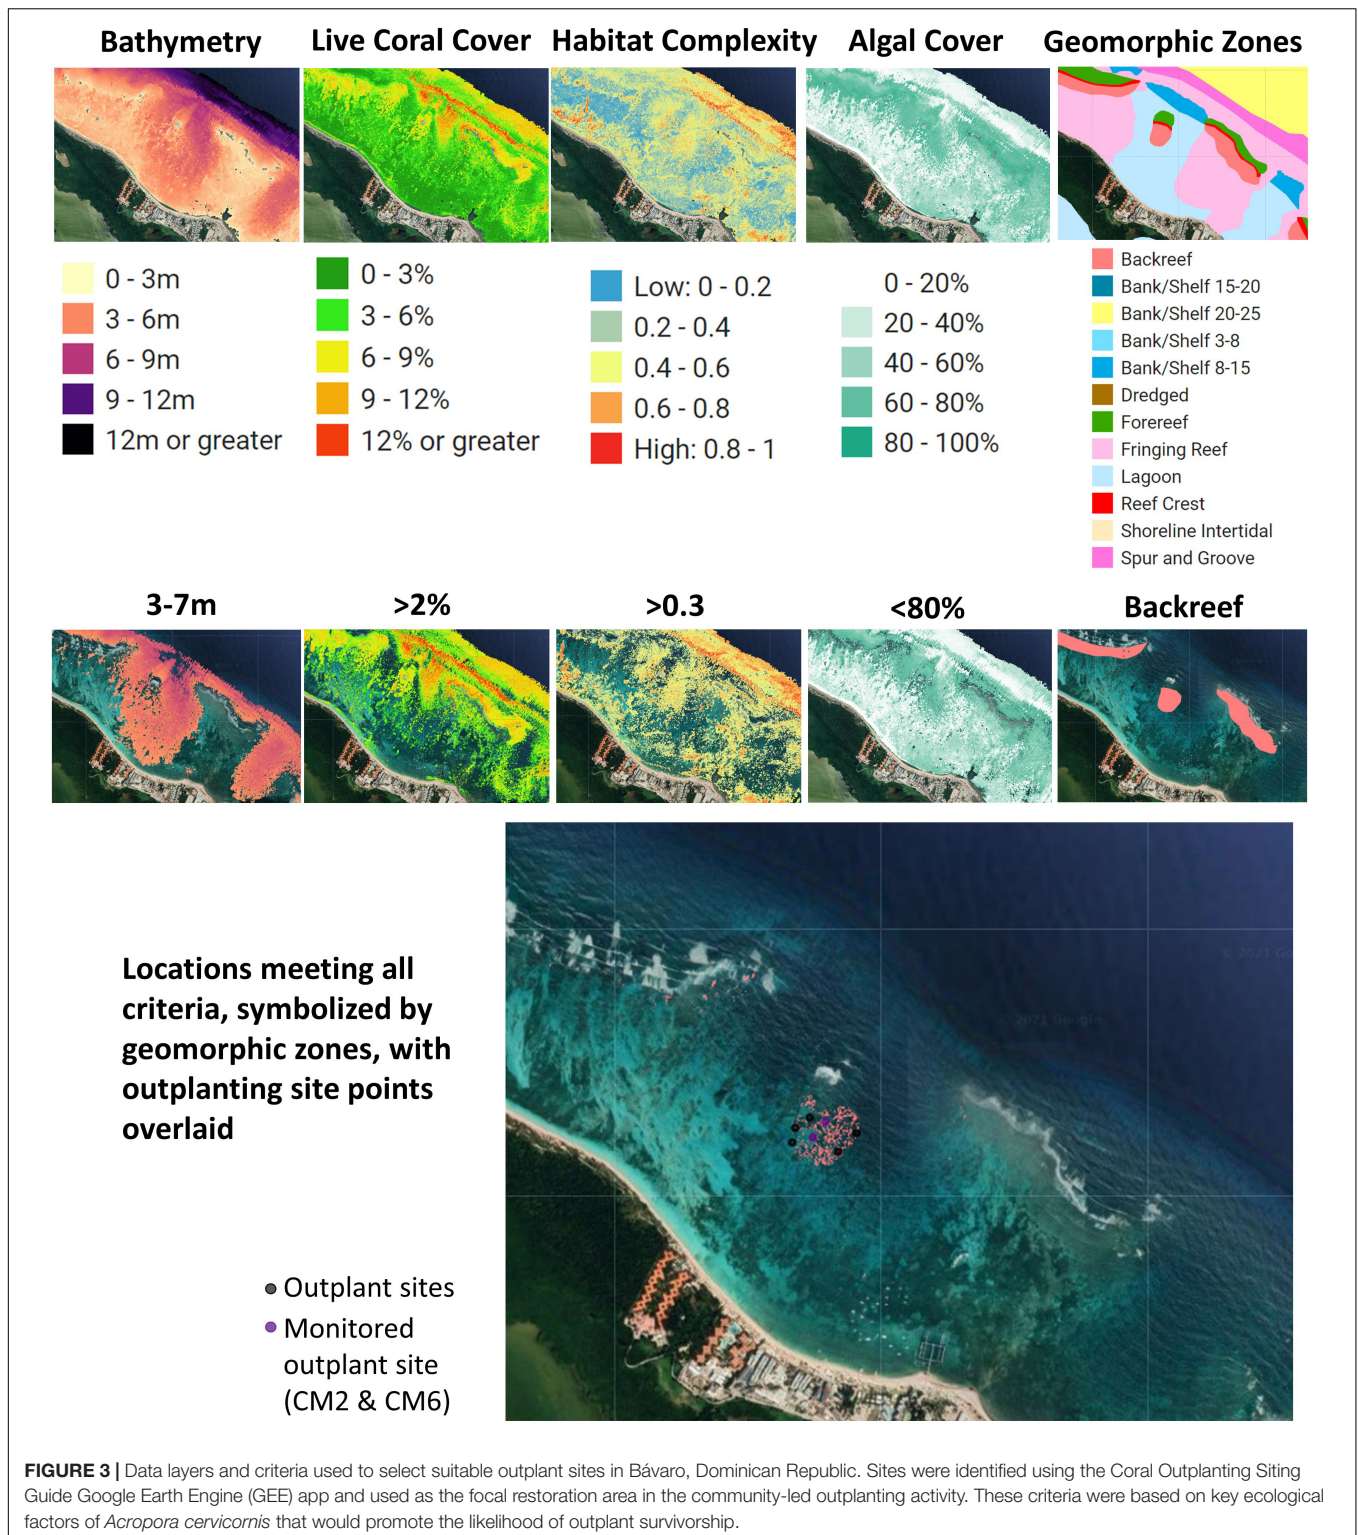 Bathymetry
Live Coral Cover
Habitat Complexity
Algal Cover
Geomorphic Zones
0 - 3m
3 - 6m
6 - 9m
9 - 12m
12m or greater
0 - 3%
3 - 6%
6 - 9%
9 - 12%
12% or greater
Low: 0 - 0.2
0.2 - 0.4
0.4 - 0.6
0.6 - 0.8
High: 0.8 - 1
0 - 20%
20 - 40%
40 - 60%
60 - 80%
80 - 100%
Backreef
Bank/Shelf 15-20
Bank/Shelf 20-25
Bank/Shelf 3-8
Bank/Shelf 8-15
Dredged
Forereef
Fringing Reef
Lagoon
Reef Crest
Shoreline Intertidal
Spur and Groove
3-7m
>2%
>0.3
<80%
Backreef
© 2021 Go
© 2021 Google
Locations meeting all
criteria, symbolized by
geomorphic zones, with
outplanting site points
overlaid
Outplant sites
Monitored
outplant site
(CM2 & CM6)
FIGURE 3 | Data layers and criteria used to select suitable outplant sites in Bávaro, Dominican Republic. Sites were identified using the Coral Outplanting Siting
Guide Google Earth Engine (GEE) app and used as the focal restoration area in the community-led outplanting activity. These criteria were based on key ecological
factors of Acropora cervicornis that would promote the likelihood of outplant survivorship.